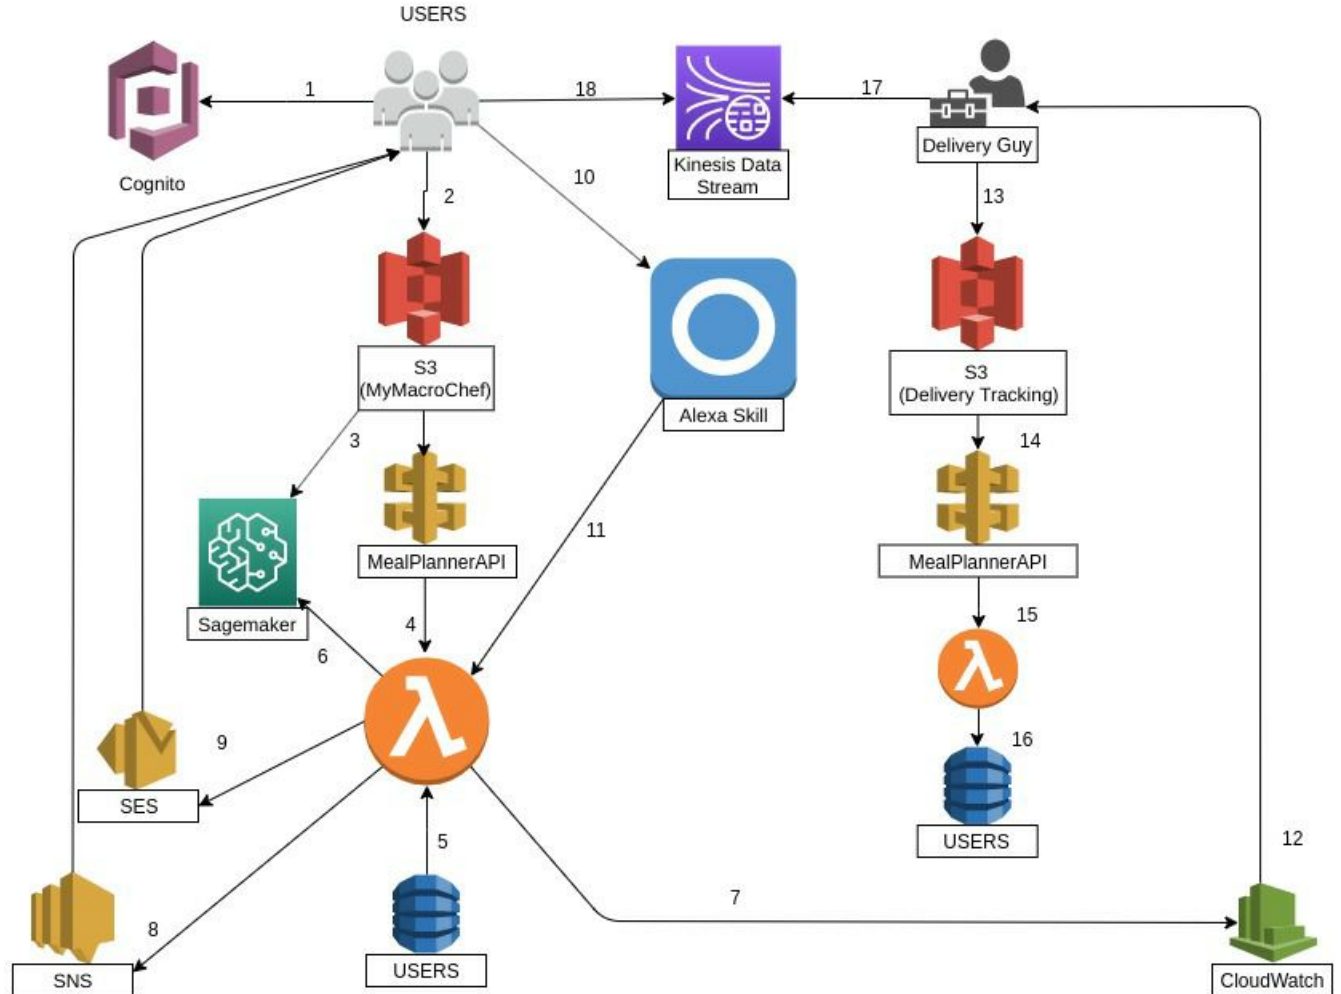 USERS
1
18
17
Cognito
Kinesis Data
Stream
Delivery Guy
10
2
13
S3
(MyMacroChef)
Alexa Skill
S3
(Delivery Tracking)
3
14
MealPlannerAPI
11
MealPlannerAPI
Sagemaker
4
15
6
9
16
SES
5
USERS
12
7
8
USERS
SNS
CloudWatch
λ
λ